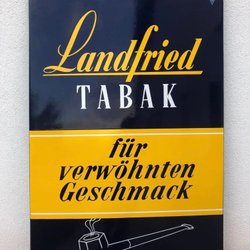 Landfried
TABAK
für
verwöhnten
Geschmack